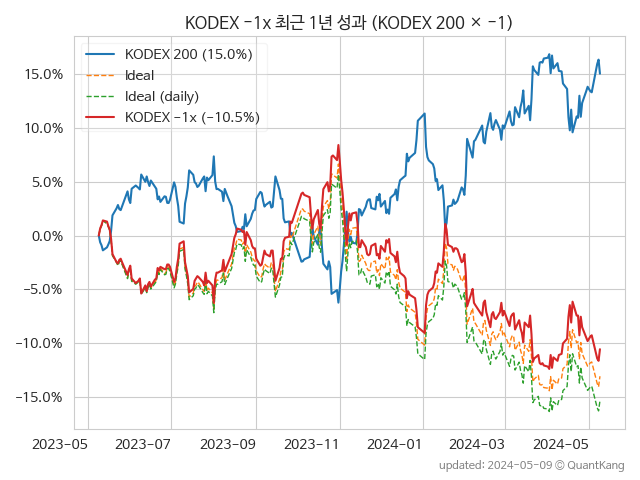 KODEX -1x 최근 1년 성과 (KODEX 200 × -1)
KODEX 200 (15.0%)
Ideal
Ideal (daily)
KODEX -1x (-10.5%)
15.0%
10.0%
5.0%
0.0%
-5.0%
-10.0%
-15.0%
2023-05 2023-07 2023-09 2023-11 2024-01 2024-03 2024-05
updated: 2024-05-09 © QuantKang